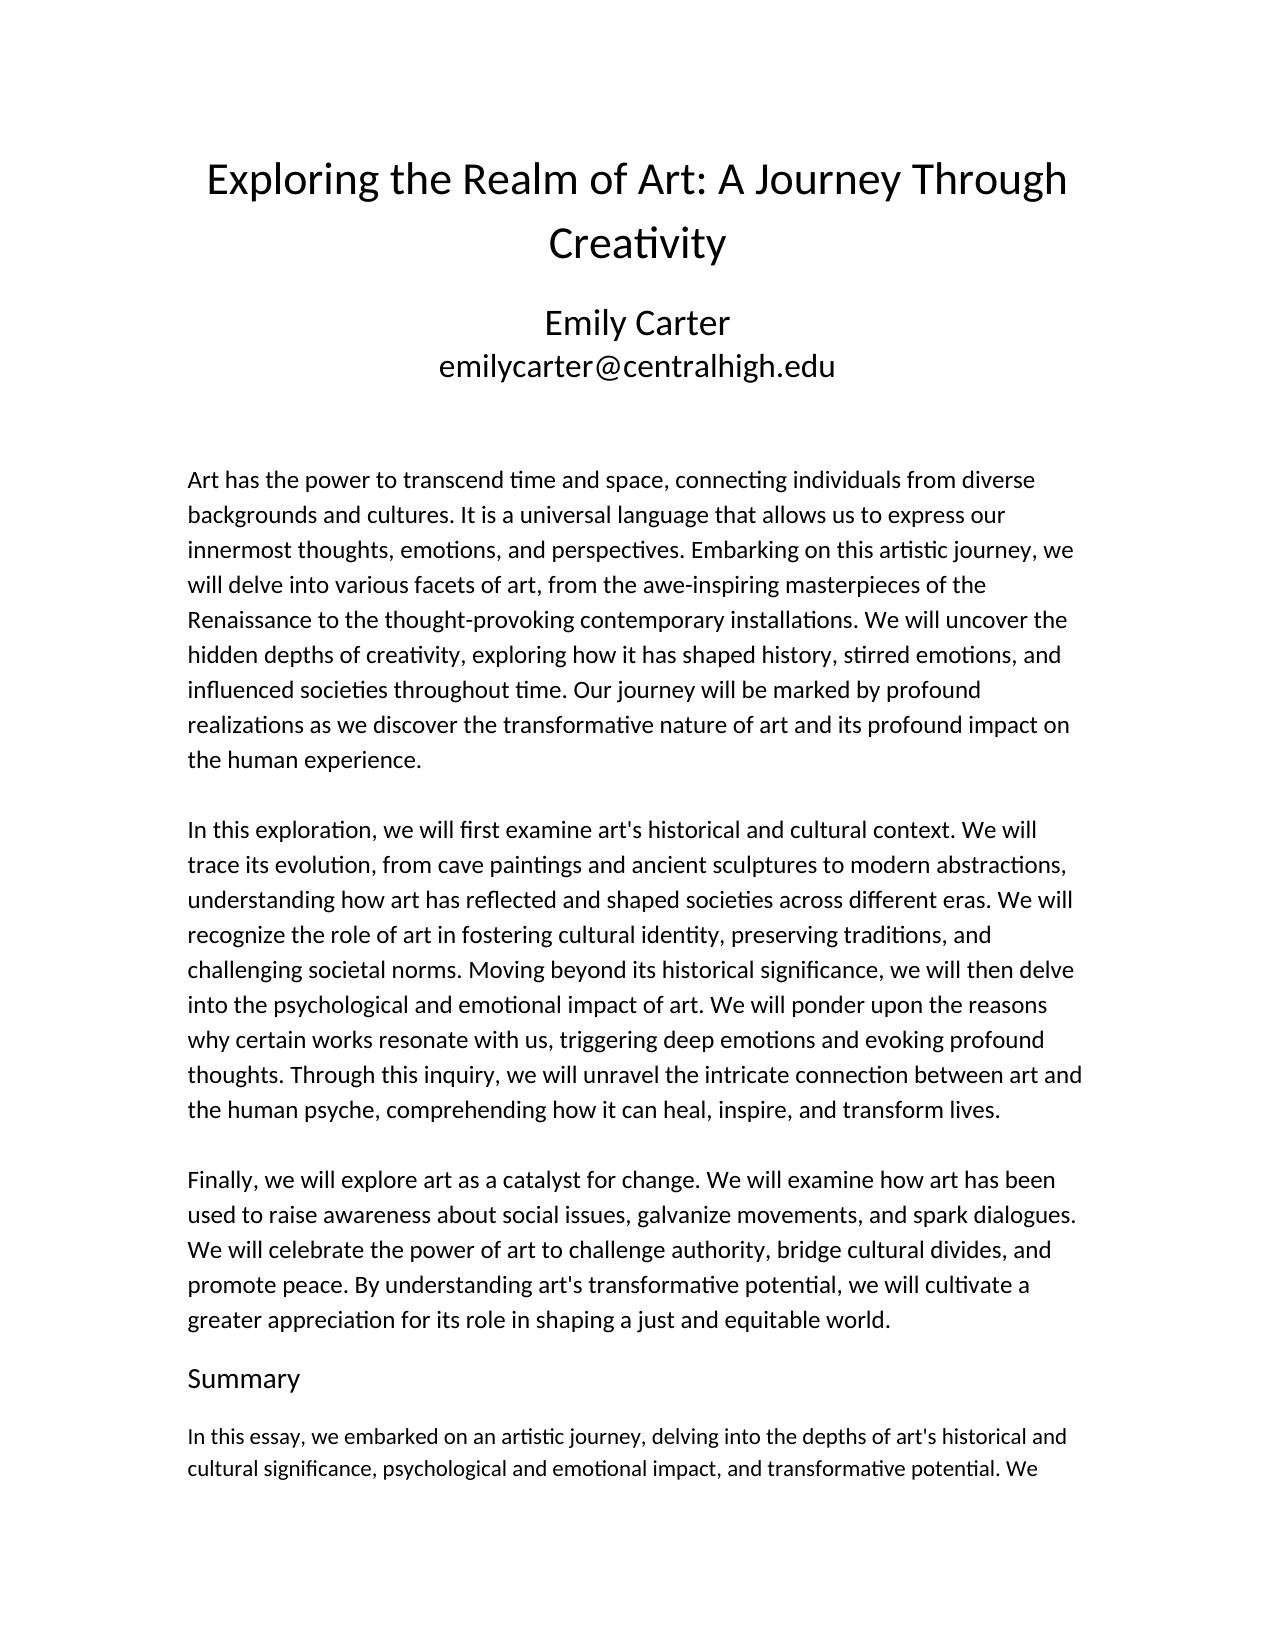 Exploring the Realm of Art: A Journey Through
Creativity
Emily Carter
emilycarter@centralhigh.edu
Art has the power to transcend time and space, connecting individuals from diverse
backgrounds and cultures. It is a universal language that allows us to express our
innermost thoughts, emotions, and perspectives. Embarking on this artistic journey, we
will delve into various facets of art, from the awe-inspiring masterpieces of the
Renaissance to the thought-provoking contemporary installations. We will uncover the
hidden depths of creativity, exploring how it has shaped history, stirred emotions, and
influenced societies throughout time. Our journey will be marked by profound
realizations as we discover the transformative nature of art and its profound impact on
the human experience.
In this exploration, we will first examine art's historical and cultural context. We will
trace its evolution, from cave paintings and ancient sculptures to modern abstractions,
understanding how art has reflected and shaped societies across different eras. We will
recognize the role of art in fostering cultural identity, preserving traditions, and
challenging societal norms. Moving beyond its historical significance, we will then delve
into the psychological and emotional impact of art. We will ponder upon the reasons
why certain works resonate with us, triggering deep emotions and evoking profound
thoughts. Through this inquiry, we will unravel the intricate connection between art and
the human psyche, comprehending how it can heal, inspire, and transform lives.
Finally, we will explore art as a catalyst for change. We will examine how art has been
used to raise awareness about social issues, galvanize movements, and spark dialogues.
We will celebrate the power of art to challenge authority, bridge cultural divides, and
promote peace. By understanding art's transformative potential, we will cultivate a
greater appreciation for its role in shaping a just and equitable world.
Summary
In this essay, we embarked on an artistic journey, delving into the depths of art's historical and
cultural significance, psychological and emotional impact, and transformative potential. We